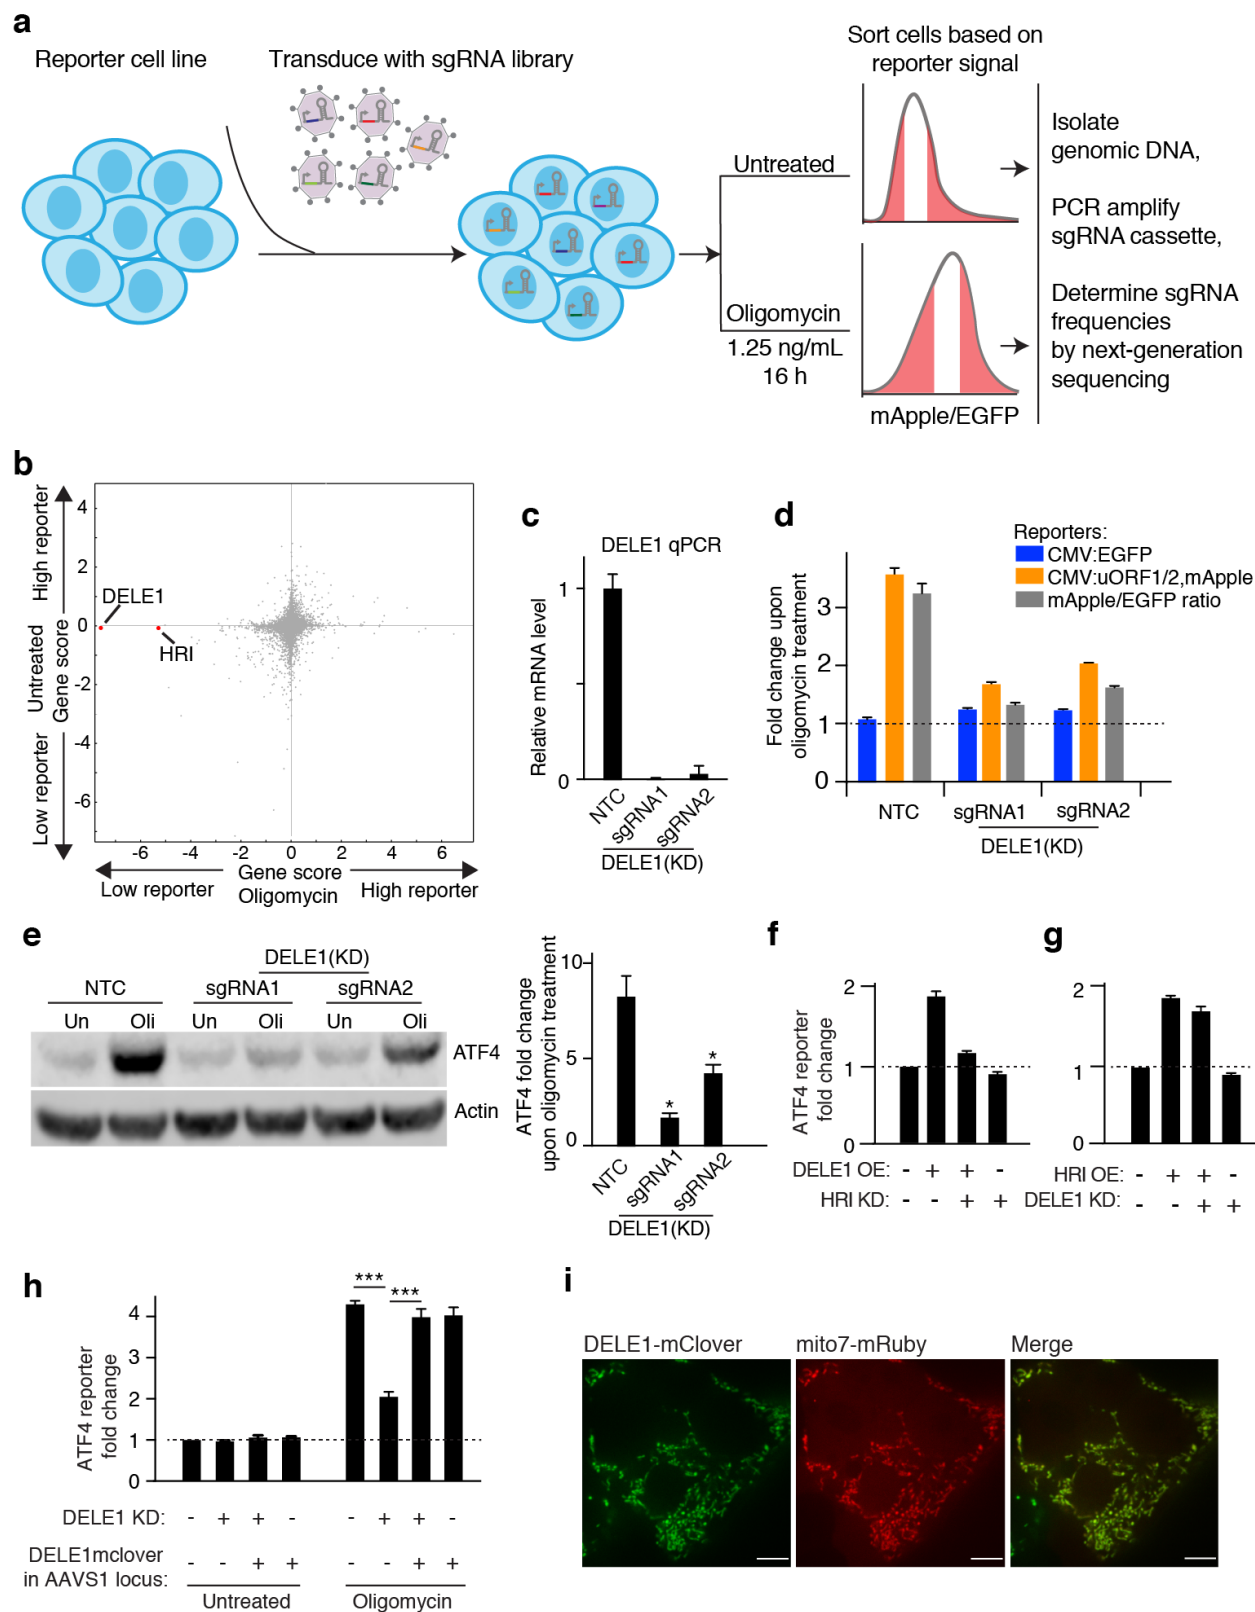 a
Reporter cell line
Transduce with sgRNA library
Sort cells based on
reporter signal
Untreated
Oligomycin
1.25 ng/mL
16 h
mApple/EGFP
Isolate
genomic DNA,
PCR amplify
sgRNA cassette,
Determine sgRNA
frequencies
by next-generation
sequencing
b
High reporter
Untreated
Gene score
Low reporter
4
2
0
-2
-4
-6
DELE1
HRI
-6 -4 -2 0 2 4 6
Low reporter
Gene score
Oligomycin
High reporter
c
DELE1 qPCR
Relative mRNA level
1
0
NTC
sgRNA1
sgRNA2
DELE1(KD)
d
Reporters:
CMV:EGFP
CMV:uORF1/2,mApple
mApple/EGFP ratio
Fold change upon
oligomycin treatment
3
2
1
0
NTC sgRNA1 sgRNA2
DELE1(KD)
e
DELE1(KD)
NTC sgRNA1 sgRNA2
Un Oli Un Oli Un Oli
ATF4
Actin
ATF4 fold change
upon oligomycin treatment
10
5
0
*
*
NTC
sgRNA1
sgRNA2
DELE1(KD)
f
ATF4 reporter
fold change
2
1
0
DELE1 OE: - + + -
HRI KD: - - + +
g
2
1
0
HRI OE: - + + -
DELE1 KD: - - + +
h
ATF4 reporter
fold change
4
3
2
1
0
***
***
DELE1 KD: - + + - - + + -
DELE1mclover
in AAVS1 locus:
- - + + - - + +
Untreated Oligomycin
i
DELE1-mClover mito7-mRuby Merge